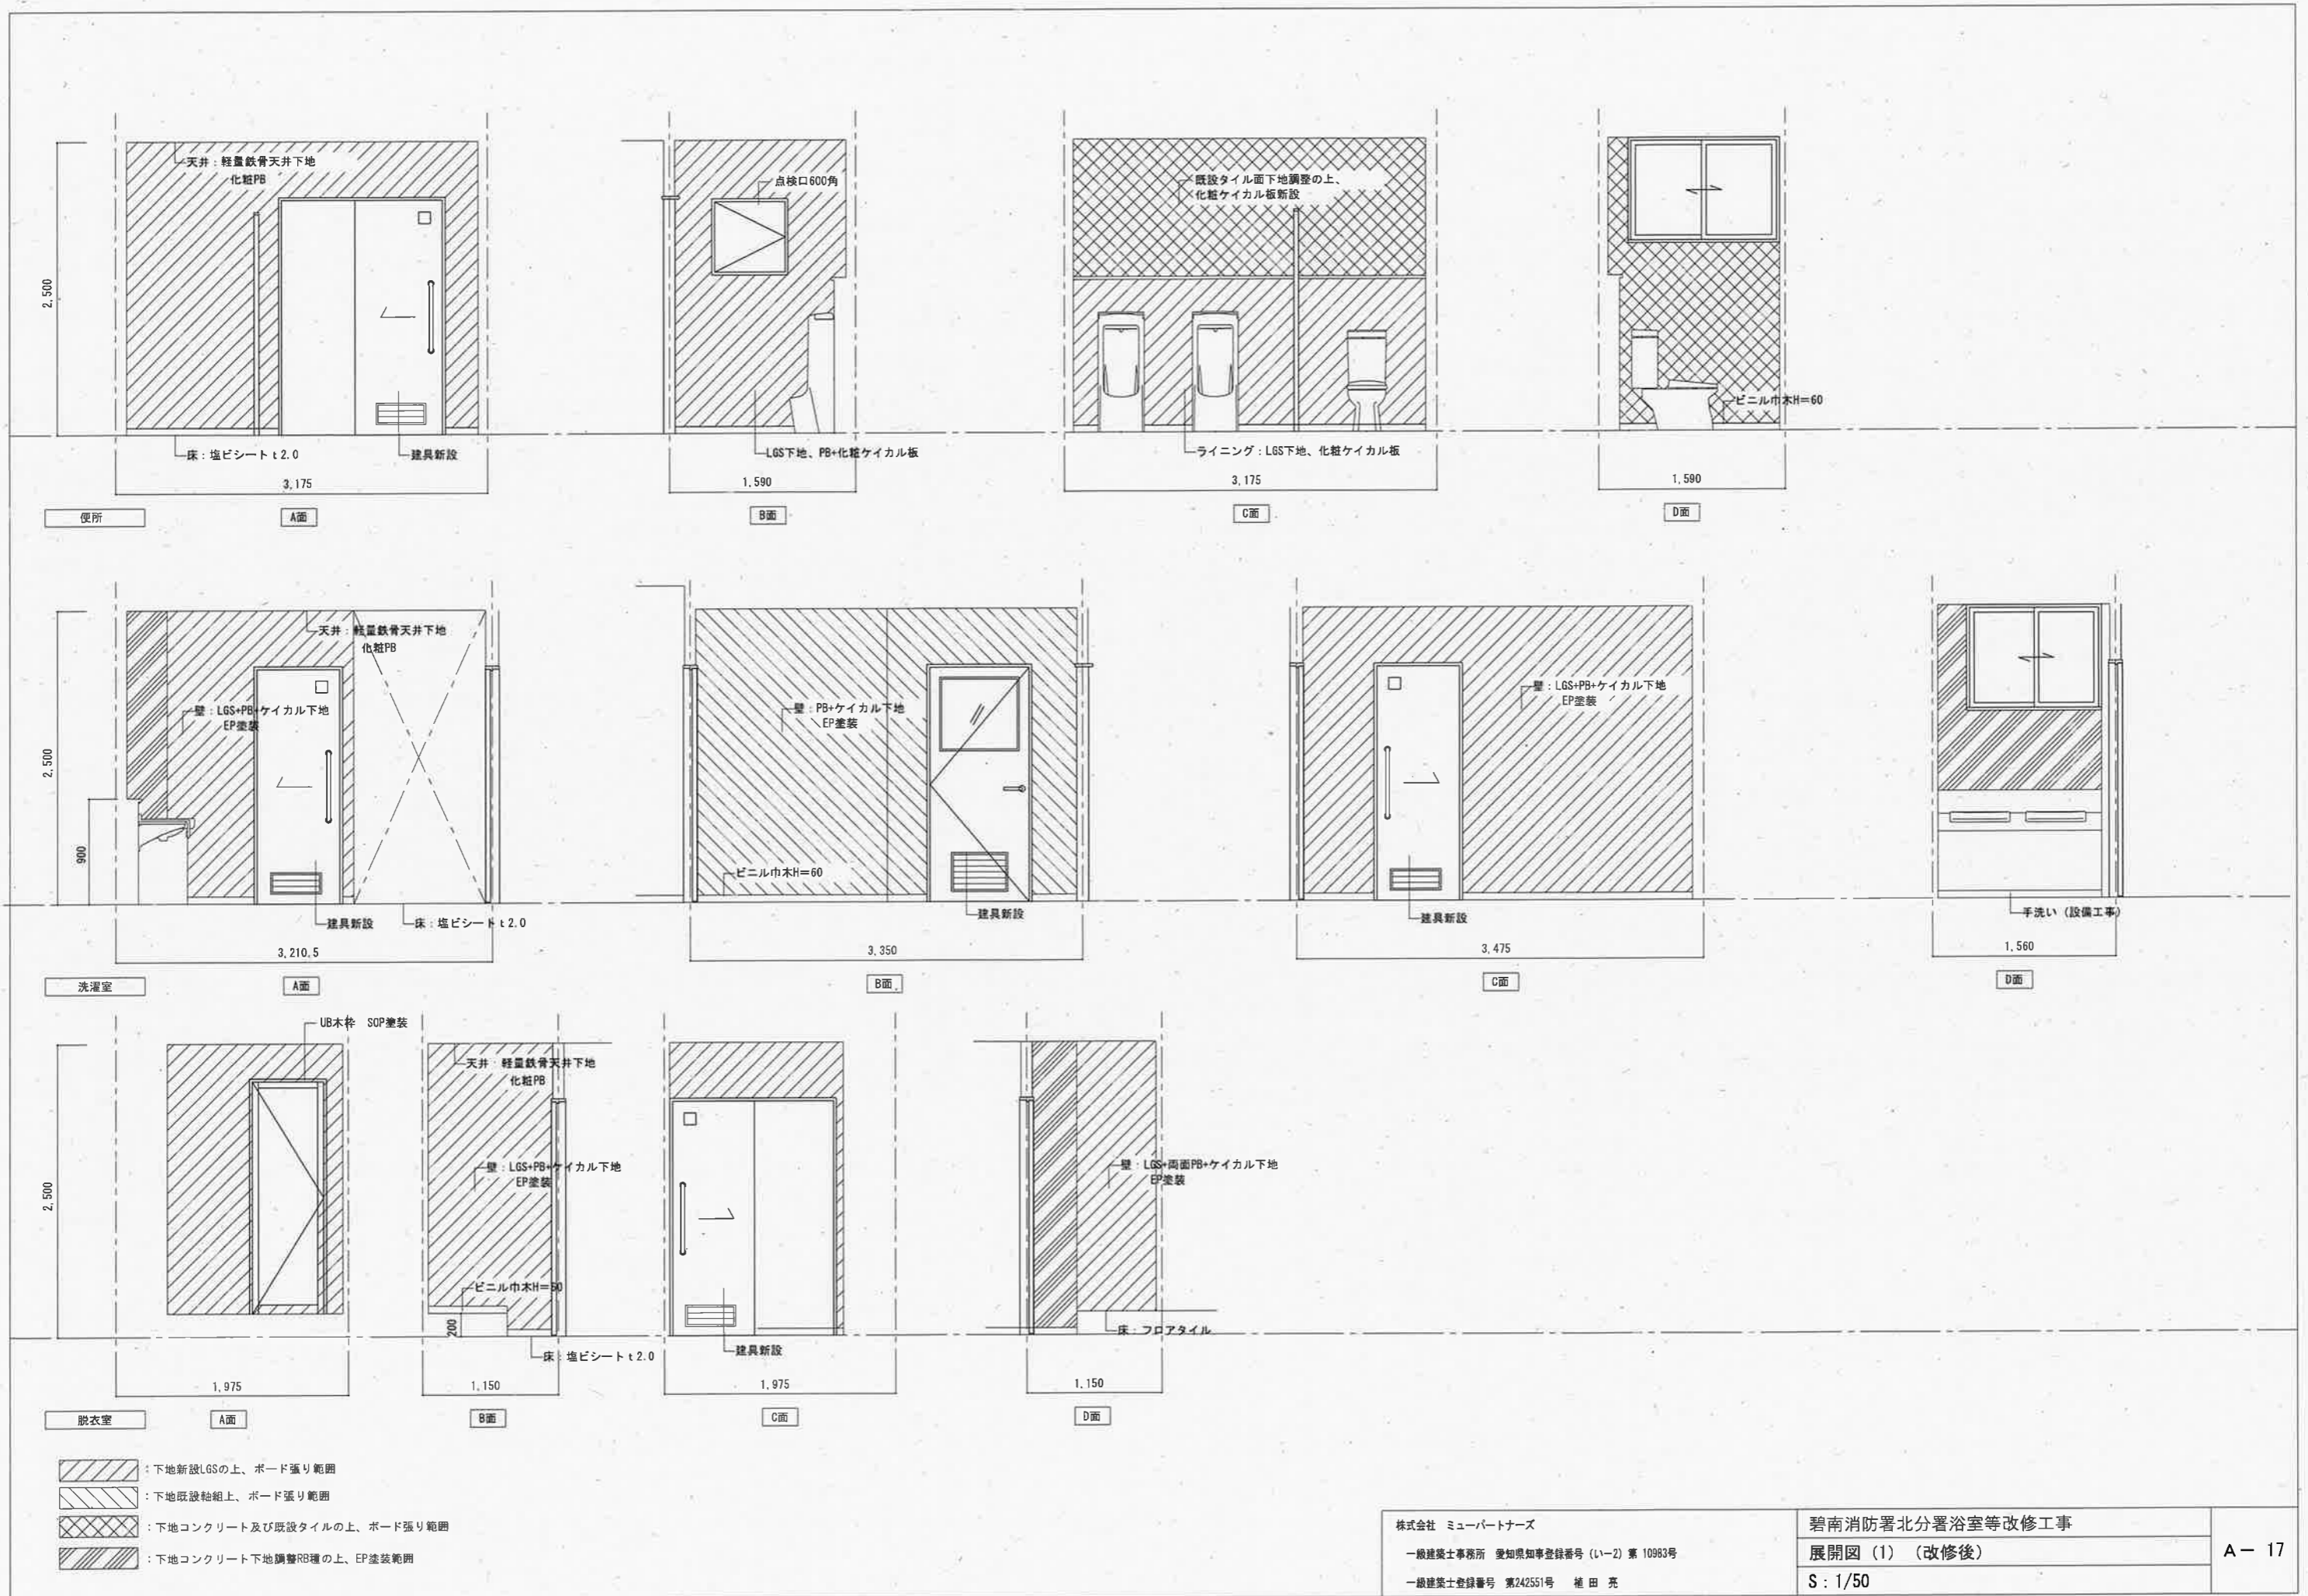 天井：軽量鉄骨天井下地
化粧PB
2,500
床：塩ビシートt2.0
建具新設
3,175
便所
A面
点検口600角
LGS下地、PB+化粧ケイカル板
1,590
B面
既設タイル面下地調整の上、
化粧ケイカル板新設
ライニング：LGS下地、化粧ケイカル板
3,175
C面
ビニル巾木H=60
1,590
D面
天井：軽量鉄骨天井下地
化粧PB
壁：LGS+PB+ケイカル下地
EP塗装
2,500
900
建具新設
床：塩ビシートt2.0
3,210.5
洗濯室
A面
壁：PB+ケイカル下地
EP塗装
ビニル巾木H=60
建具新設
3,350
B面
壁：LGS+PB+ケイカル下地
EP塗装
建具新設
3,475
C面
手洗い（設備工事）
1,560
D面
UB木枠　SOP塗装
2,500
1,975
脱衣室
A面
天井：軽量鉄骨天井下地
化粧PB
壁：LGS+PB+ケイカル下地
EP塗装
ビニル巾木H=60
200
床：塩ビシートt2.0
1,150
B面
建具新設
1,975
C面
壁：LGS+両面PB+ケイカル下地
EP塗装
床：フロアタイル
1,150
D面
：下地新設LGSの上、ボード張り範囲
：下地既設軸組上、ボード張り範囲
：下地コンクリート及び既設タイルの上、ボード張り範囲
：下地コンクリート下地調整RB種の上、EP塗装範囲
株式会社　ミューパートナーズ
一級建築士事務所　愛知県知事登録番号（い−2）第 10983号
一級建築士登録番号　第242551号　植 田　亮
碧南消防署北分署浴室等改修工事
展開図（1）（改修後）
S：1/50
A− 17